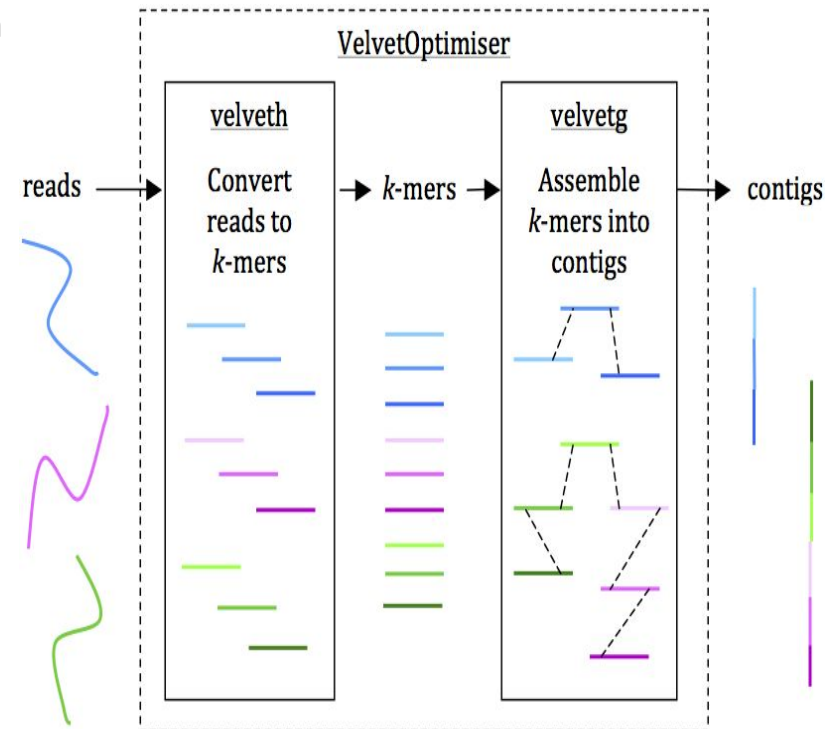 VelvetOptimiser
velveth
velvetg
reads
Convert
reads to
k-mers
k-mers
Assemble
k-mers into
contigs
contigs